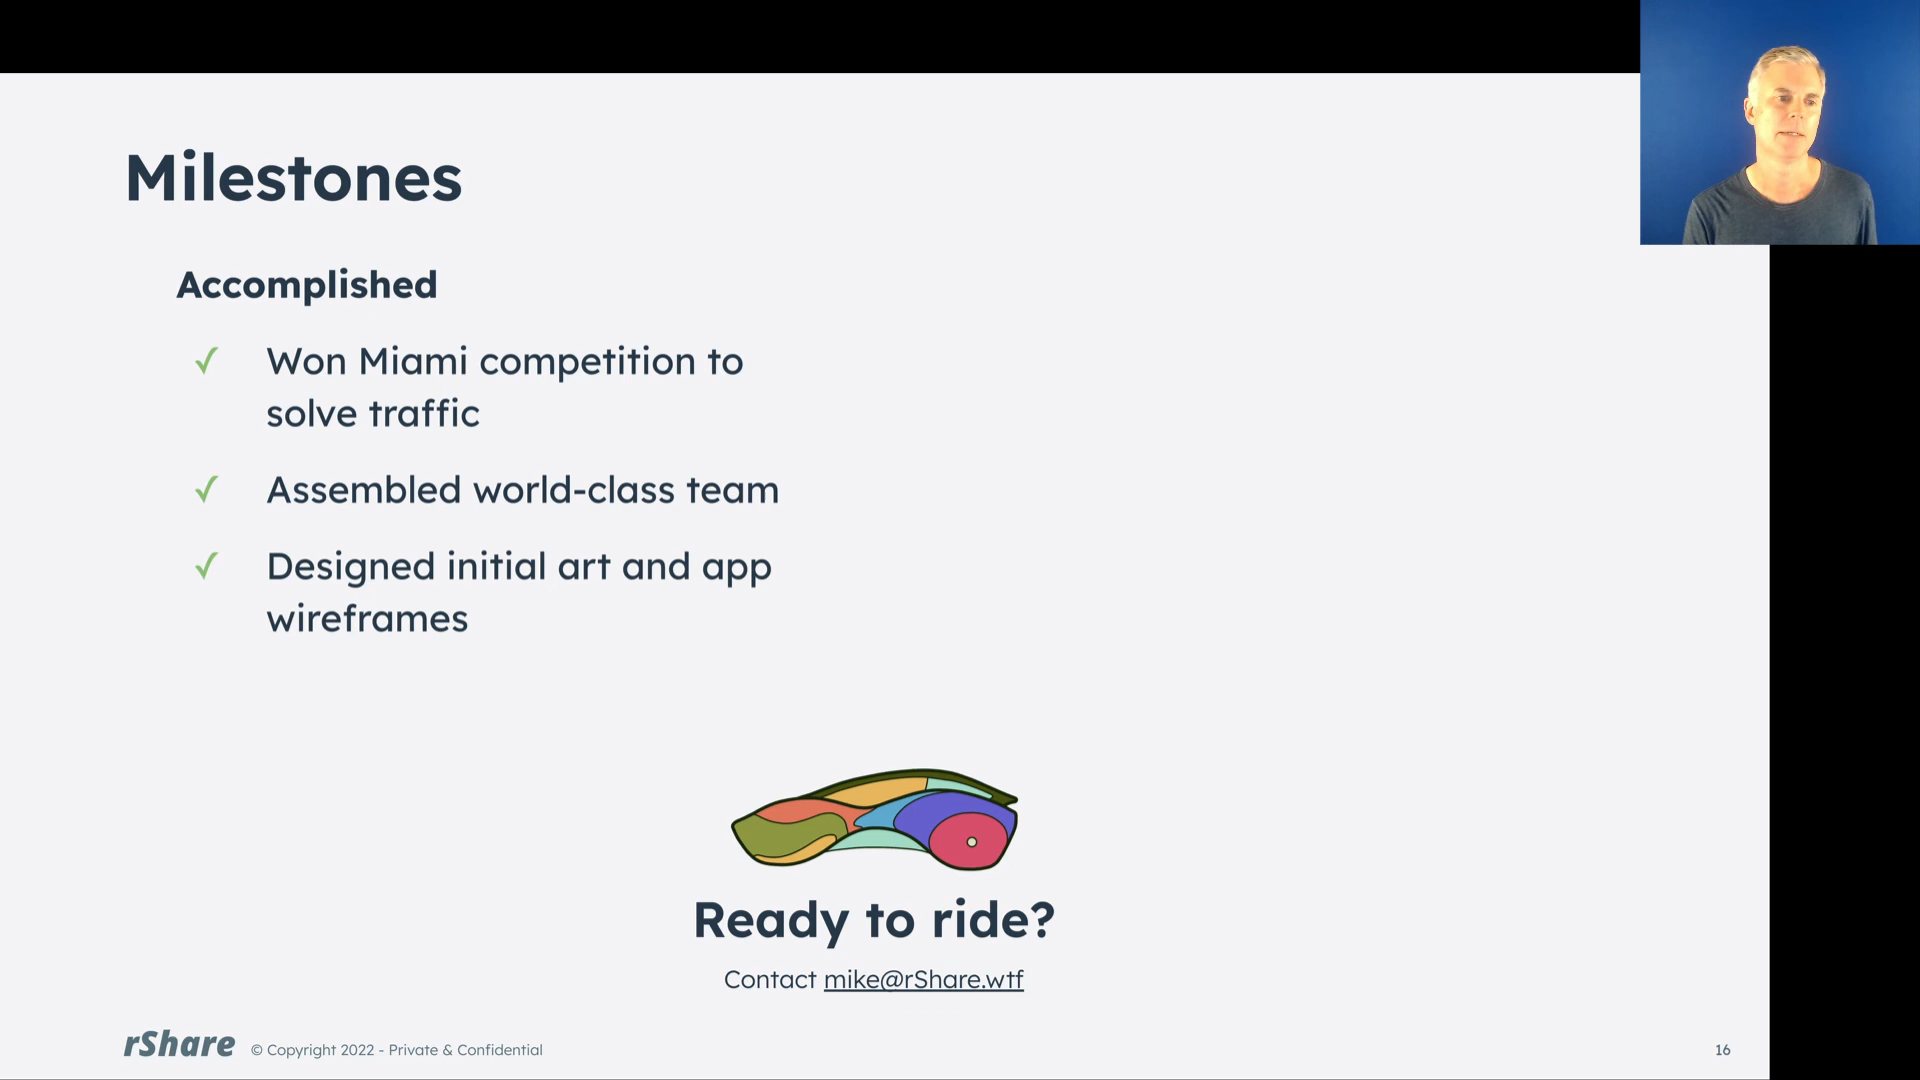 Milestones
Accomplished
✓ Won Miami competition to
solve traffic
✓ Assembled world-class team
✓ Designed initial art and app
wireframes
Ready to ride?
Contact mike@rShare.wtf
rShare © Copyright 2022 - Private & Confidential
16